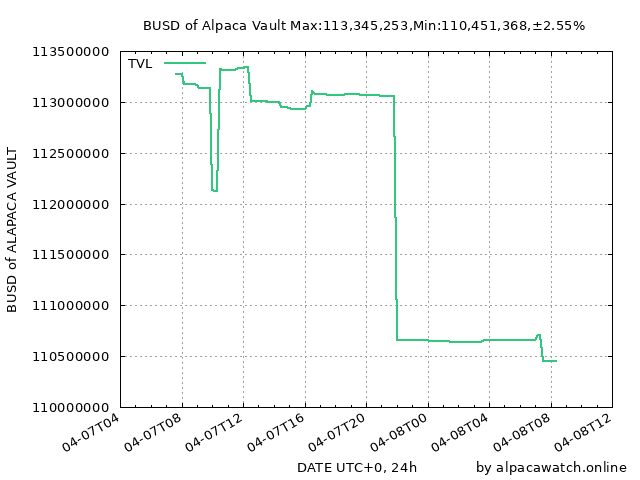 BUSD of Alpaca Vault Max:113,345,253,Min:110,451,368,±2.55%
TVL
113500000
113000000
112500000
112000000
111500000
111000000
110500000
110000000
BUSD of ALAPACA VAULT
04-07T04
04-07T08
04-07T12
04-07T16
04-07T20
04-08T00
04-08T04
04-08T08
04-08T12
DATE UTC+0, 24h
by alpacawatch.online